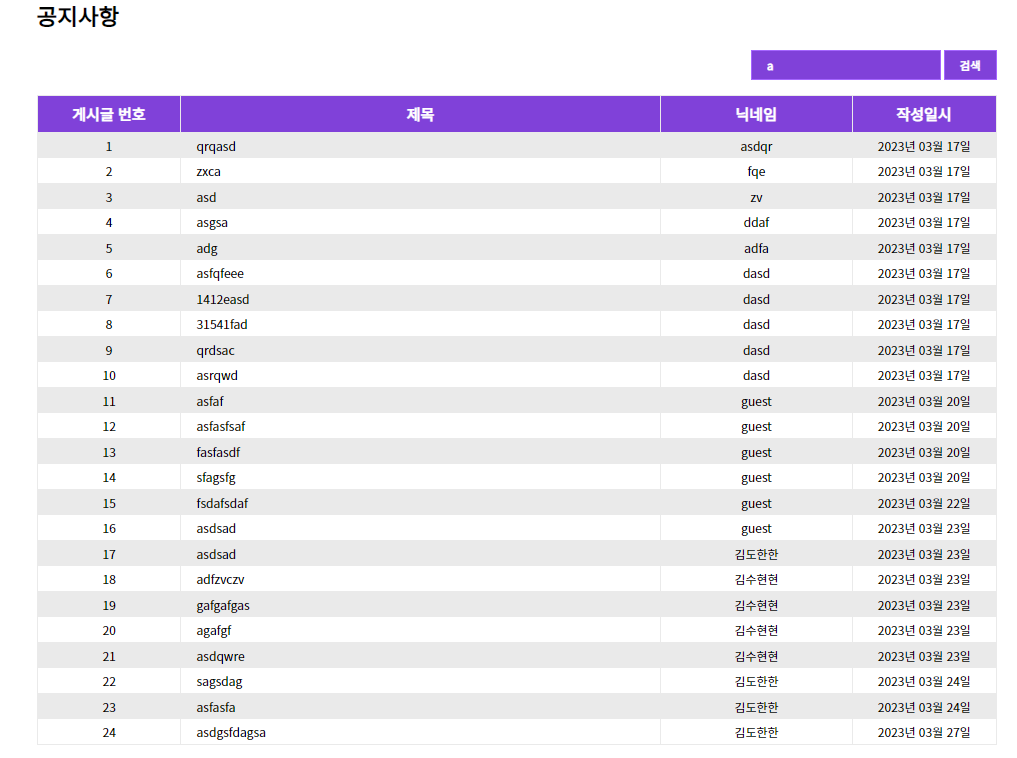 공지사항
a 검색
게시글 번호 제목 닉네임 작성일시
1 qrqasd asdqr 2023년 03월 17일
2 zxca fqe 2023년 03월 17일
3 asd zv 2023년 03월 17일
4 asgsa ddaf 2023년 03월 17일
5 adg adfa 2023년 03월 17일
6 asfqfeee dasd 2023년 03월 17일
7 1412easd dasd 2023년 03월 17일
8 31541fad dasd 2023년 03월 17일
9 qrdsac dasd 2023년 03월 17일
10 asrqwd dasd 2023년 03월 17일
11 asfaf guest 2023년 03월 20일
12 asfasfsaf guest 2023년 03월 20일
13 fasfasdf guest 2023년 03월 20일
14 sfagsfg guest 2023년 03월 20일
15 fsdafsdaf guest 2023년 03월 22일
16 asdsad guest 2023년 03월 23일
17 asdsad 김도한한 2023년 03월 23일
18 adfzvczv 김수현현 2023년 03월 23일
19 gafgafgas 김수현현 2023년 03월 23일
20 agafgf 김수현현 2023년 03월 23일
21 asdqwre 김수현현 2023년 03월 23일
22 sagsdag 김도한한 2023년 03월 24일
23 asfasfa 김도한한 2023년 03월 24일
24 asdgsfdagsa 김도한한 2023년 03월 27일